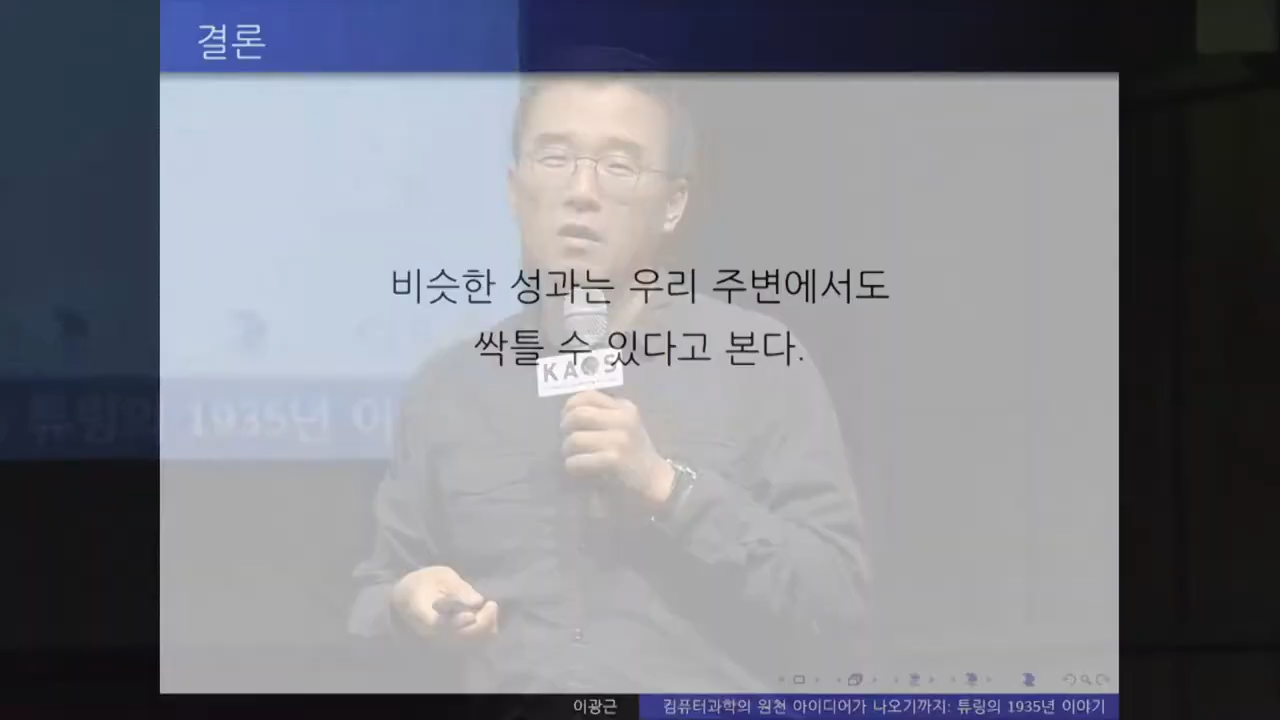 결론
비슷한 성과는 우리 주변에서도
싹틀 수 있다고 본다.
KAOS
튜링의 1935년 이
이광근
컴퓨터과학의 원천 아이디어가 나오기까지: 튜링의 1935년 이야기